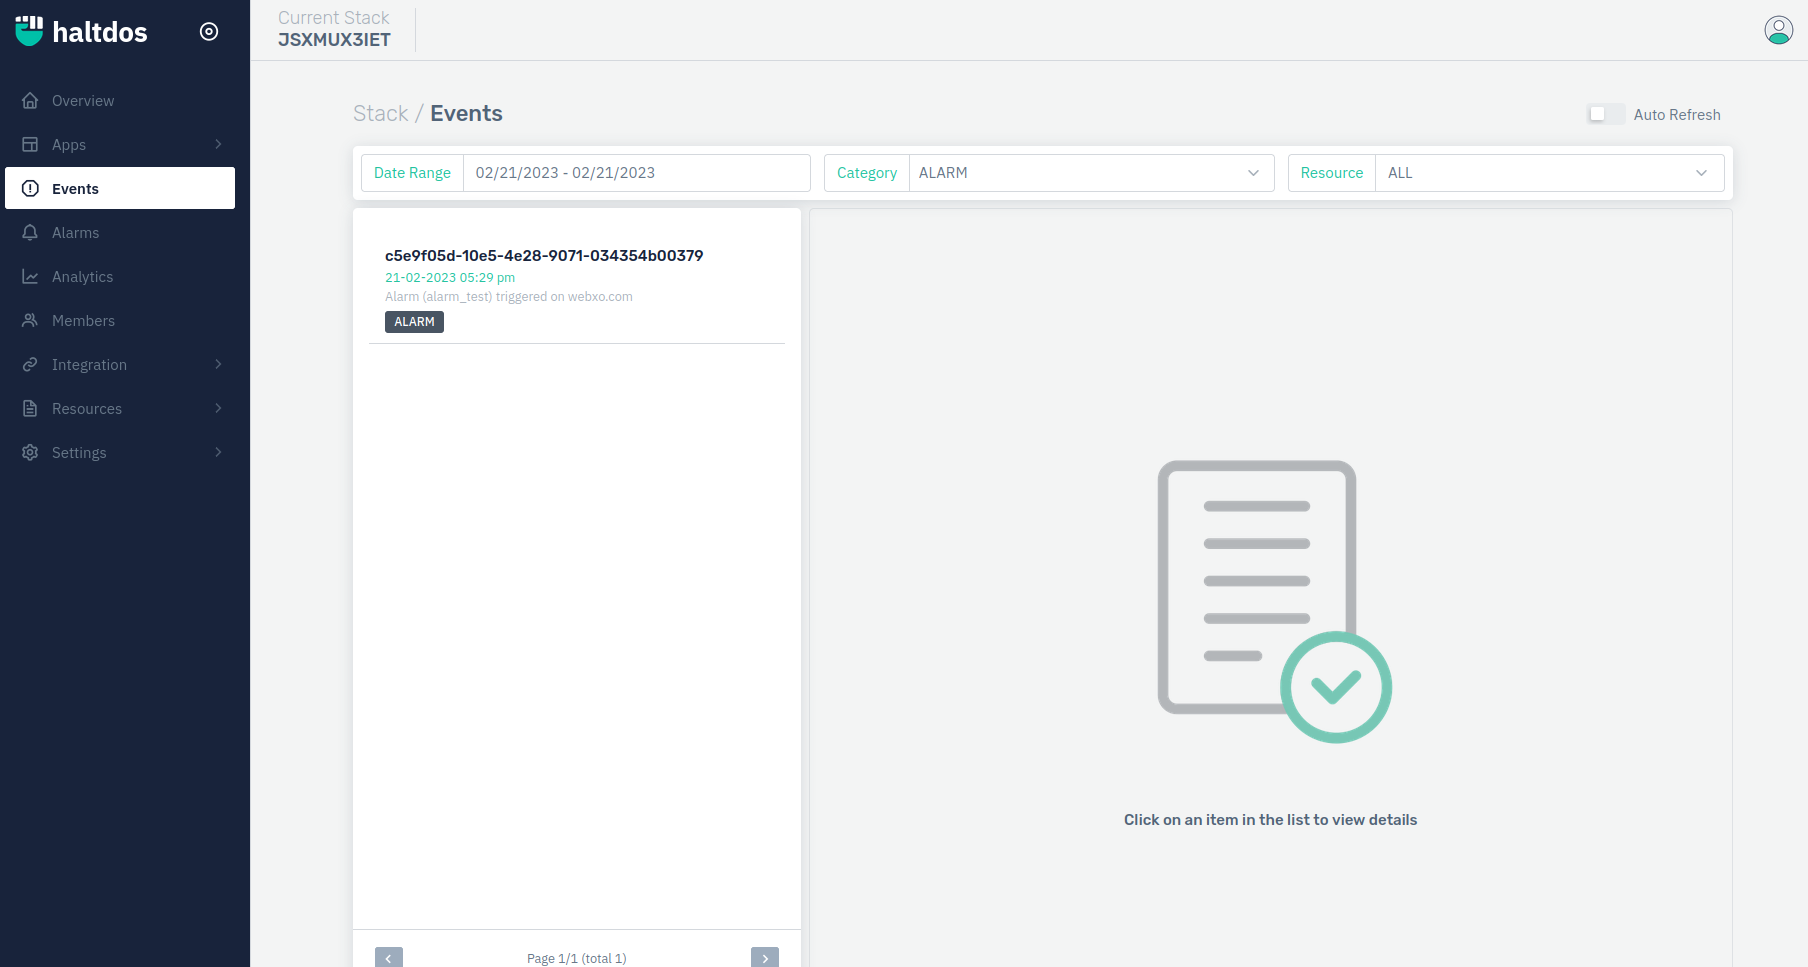 haltdos
Current Stack
JSXMUX3IET
Overview
Apps
Events
Alarms
Analytics
Members
Integration
Resources
Settings
Stack / Events
Auto Refresh
Date Range 02/21/2023 - 02/21/2023
Category ALARM
Resource ALL
c5e9f05d-10e5-4e28-9071-034354b00379
21-02-2023 05:29 pm
Alarm (alarm_test) triggered on webxo.com
ALARM
Click on an item in the list to view details
Page 1/1 (total 1)